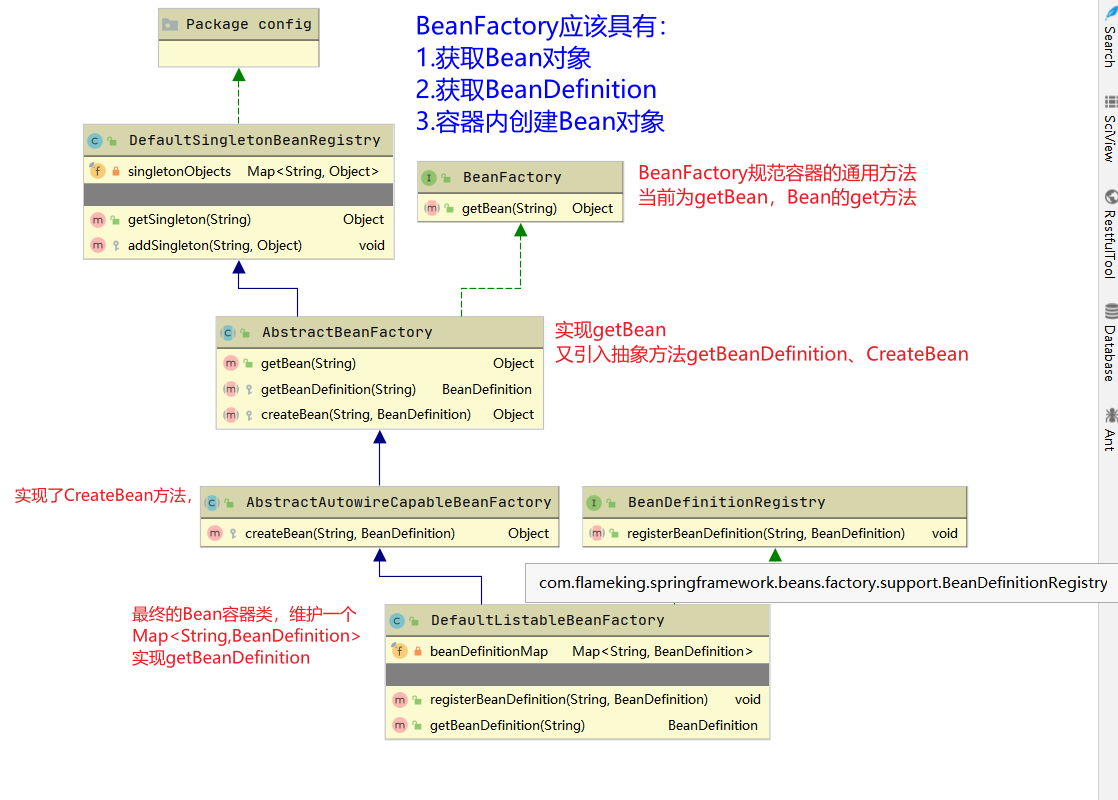 Package config
BeanFactory应该具有：
1.获取Bean对象
2.获取BeanDefinition
3.容器内创建Bean对象
DefaultSingletonBeanRegistry
singletonObjects Map<String, Object>
getSingleton(String) Object
addSingleton(String, Object) void
BeanFactory
getBean(String) Object
BeanFactory规范容器的通用方法
当前为getBean，Bean的get方法
AbstractBeanFactory
getBean(String) Object
getBeanDefinition(String) BeanDefinition
createBean(String, BeanDefinition) Object
实现getBean
又引入抽象方法getBeanDefinition、CreateBean
实现了CreateBean方法，
AbstractAutowireCapableBeanFactory
createBean(String, BeanDefinition) Object
BeanDefinitionRegistry
registerBeanDefinition(String, BeanDefinition) void
com.flameking.springframework.beans.factory.support.BeanDefinitionRegistry
最终的Bean容器类，维护一个
Map<String,BeanDefinition>
实现getBeanDefinition
DefaultListableBeanFactory
beanDefinitionMap Map<String, BeanDefinition>
registerBeanDefinition(String, BeanDefinition) void
getBeanDefinition(String) BeanDefinition
Search
SciView
RestfulTool
Database
Ant